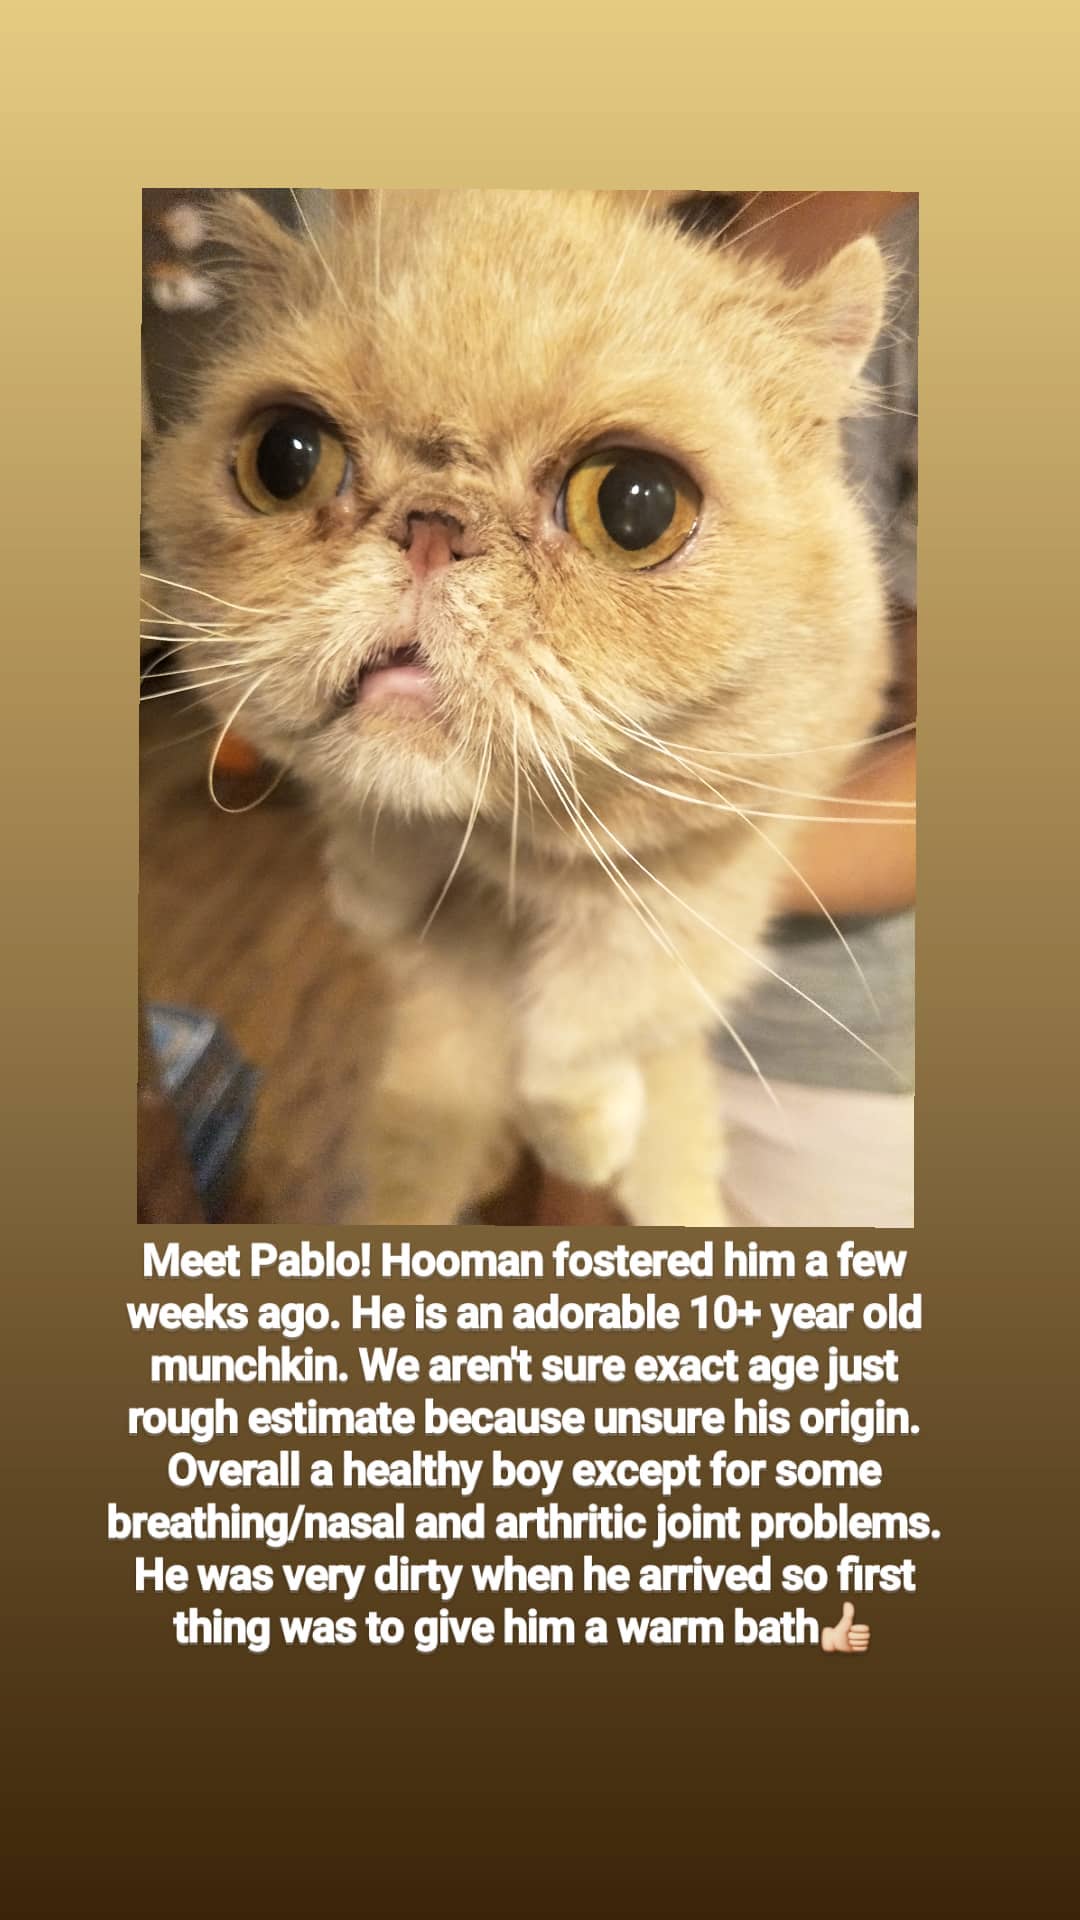 Meet Pablo! Hooman fostered him a few
weeks ago. He is an adorable 10+ year old
munchkin. We aren't sure exact age just
rough estimate because unsure his origin.
Overall a healthy boy except for some
breathing/nasal and arthritic joint problems.
He was very dirty when he arrived so first
thing was to give him a warm bath👍🏻